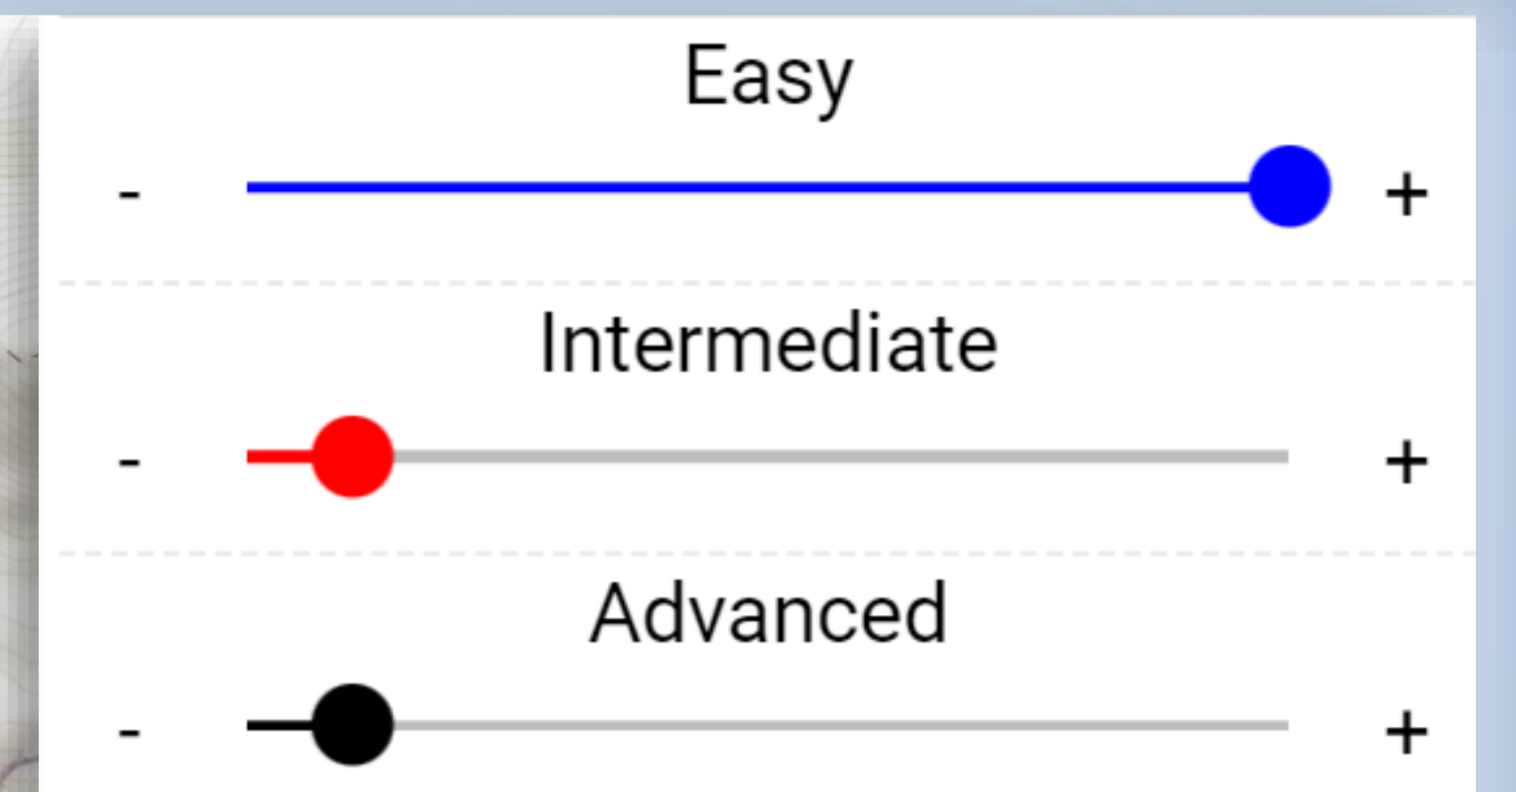 Easy
- +
Intermediate
- +
Advanced
- +